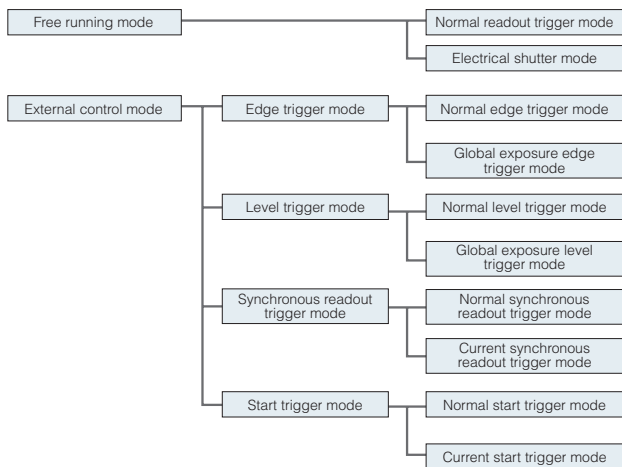 Free running mode
Normal readout trigger mode
Electrical shutter mode
External control mode
Edge trigger mode
Normal edge trigger mode
Global exposure edge
trigger mode
Level trigger mode
Normal level trigger mode
Global exposure level
trigger mode
Synchronous readout
trigger mode
Normal synchronous
readout trigger mode
Current synchronous
readout trigger mode
Start trigger mode
Normal start trigger mode
Current start trigger mode